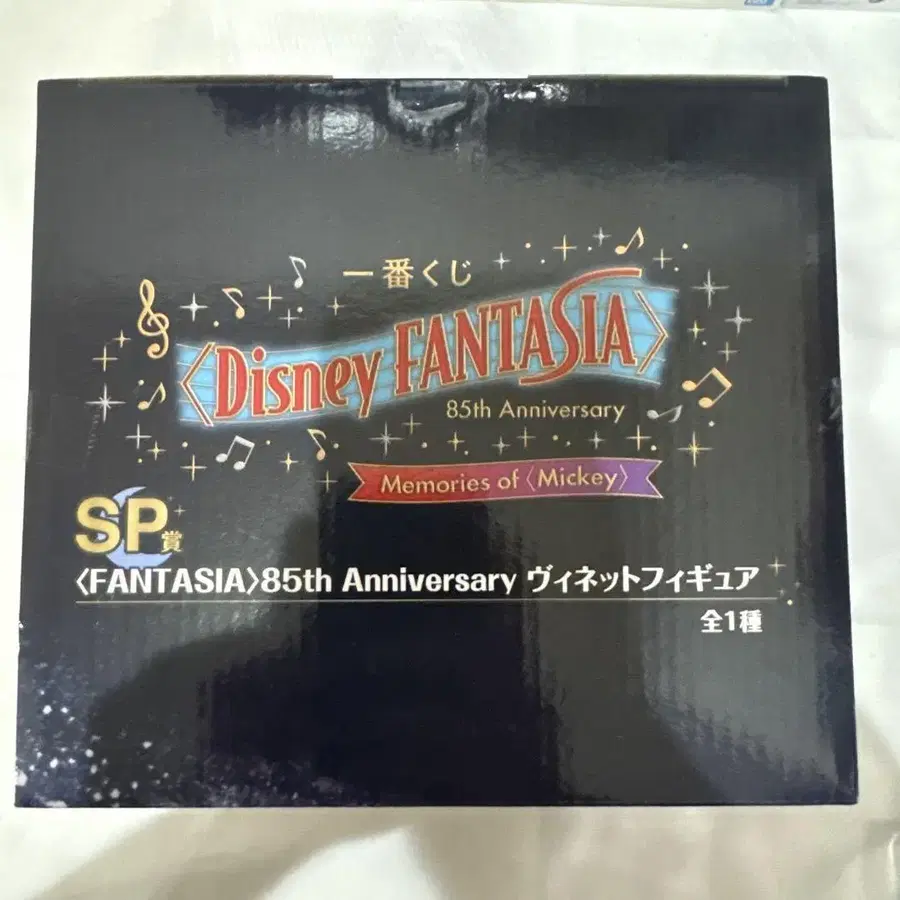 一番くじ
〈Disney FANTASIA〉
85th Anniversary
Memories of〈Mickey〉
SP賞
〈FANTASIA〉85th Anniversary ヴィネットフィギュア
全1種